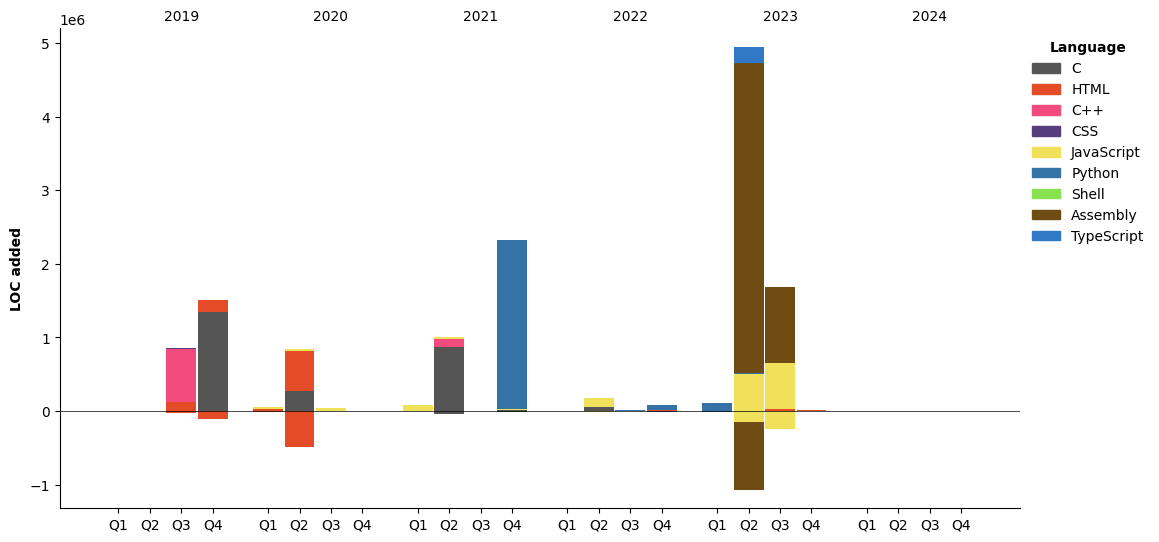 1e6
2019 2020 2021 2022 2023 2024
5
4
3
2
1
0
−1
LOC added
Q1 Q2 Q3 Q4 Q1 Q2 Q3 Q4 Q1 Q2 Q3 Q4 Q1 Q2 Q3 Q4 Q1 Q2 Q3 Q4 Q1 Q2 Q3 Q4
Language
C
HTML
C++
CSS
JavaScript
Python
Shell
Assembly
TypeScript